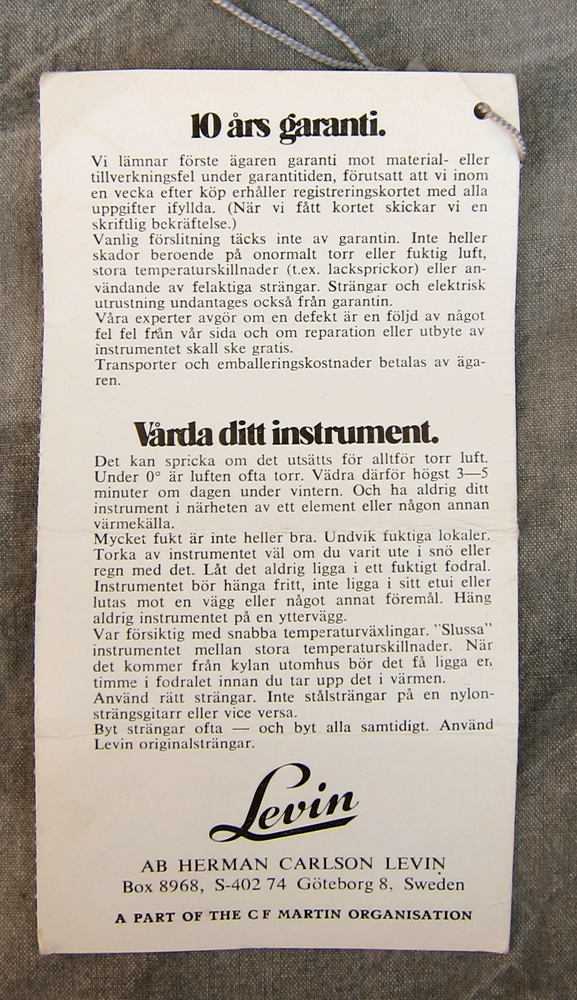 10 års garanti.
Vi lämnar förste ägaren garanti mot material- eller
tillverkningsfel under garantitiden, förutsatt att vi inom
en vecka efter köp erhåller registreringskortet med alla
uppgifter ifyllda. (När vi fått kortet skickar vi en
skriftlig bekräftelse.)
Vanlig förslitning täcks inte av garantin. Inte heller
skador beroende på onormalt torr eller fuktig luft,
stora temperaturskillnader (t.ex. lacksprickor) eller an-
vändande av felaktiga strängar. Strängar och elektrisk
utrustning undantages också från garantin.
Våra experter avgör om en defekt är en följd av något
fel fel från vår sida och om reparation eller utbyte av
instrumentet skall ske gratis.
Transporter och emballeringskostnader betalas av äga-
ren.
Vårda ditt instrument.
Det kan spricka om det utsätts för alltför torr luft.
Under 0° är luften ofta torr. Vädra därför högst 3—5
minuter om dagen under vintern. Och ha aldrig ditt
instrument i närheten av ett element eller någon annan
värmekälla.
Mycket fukt är inte heller bra. Undvik fuktiga lokaler.
Torka av instrumentet väl om du varit ute i snö eller
regn med det. Låt det aldrig ligga i ett fuktigt fodral.
Instrumentet bör hänga fritt, inte ligga i sitt etui eller
lutas mot en vägg eller något annat föremål. Häng
aldrig instrumentet på en yttervägg.
Var försiktig med snabba temperaturväxlingar. "Slussa"
instrumentet mellan stora temperaturskillnader. När
det kommer från kylan utomhus bör det få ligga en
timme i fodralet innan du tar upp det i värmen.
Använd rätt strängar. Inte stålsträngar på en nylon-
strängsgitarr eller vice versa.
Byt strängar ofta — och byt alla samtidigt. Använd
Levin originalsträngar.
Levin
AB HERMAN CARLSON LEVIN
Box 8968, S-402 74 Göteborg 8, Sweden
A PART OF THE C F MARTIN ORGANISATION